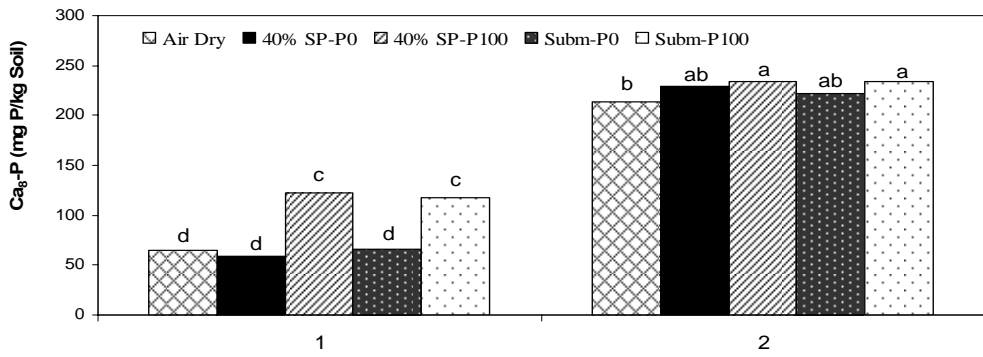 300
250
200
150
100
50
0
Ca₈-P (mg P/kg Soil)
Air Dry 40% SP-P0 40% SP-P100 Subm-P0 Subm-P100
d d c d c b ab a ab a
1 2